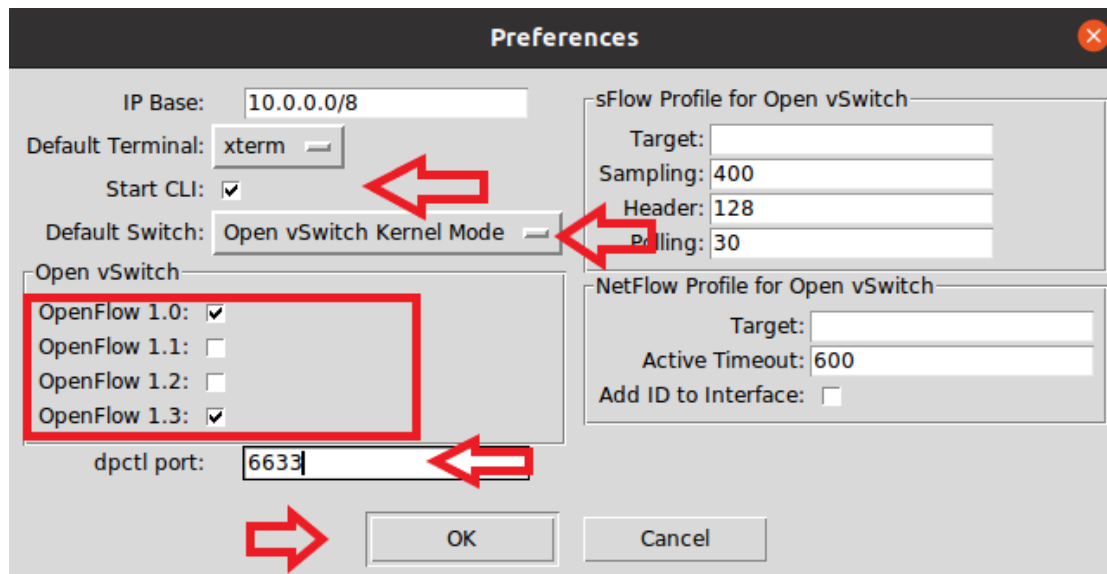 Preferences
IP Base: 10.0.0.0/8
Default Terminal: xterm
Start CLI:
Default Switch: Open vSwitch Kernel Mode
Open vSwitch
OpenFlow 1.0:
OpenFlow 1.1:
OpenFlow 1.2:
OpenFlow 1.3:
dpctl port: 6633
sFlow Profile for Open vSwitch
Target:
Sampling: 400
Header: 128
Polling: 30
NetFlow Profile for Open vSwitch
Target:
Active Timeout: 600
Add ID to Interface:
OK
Cancel